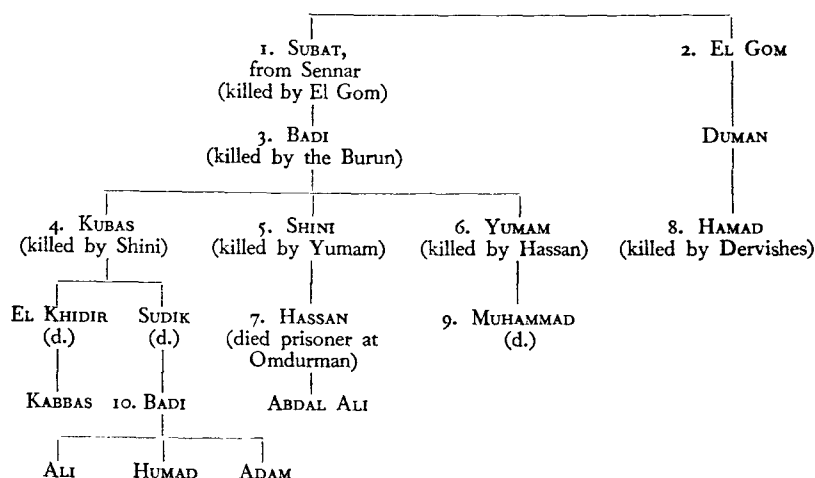 1. SUBAT,
from Sennar
(killed by El Gom)
2. EL GOM
3. BADI
(killed by the Burun)
DUMAN
4. KUBAS
(killed by Shini)
5. SHINI
(killed by Yumam)
6. YUMAM
(killed by Hassan)
8. HAMAD
(killed by Dervishes)
EL KHIDIR
(d.)
SUDIK
(d.)
7. HASSAN
(died prisoner at
Omdurman)
9. MUHAMMAD
(d.)
KABBAS
10. BADI
ABDAL ALI
ALI
HUMAD
ADAM